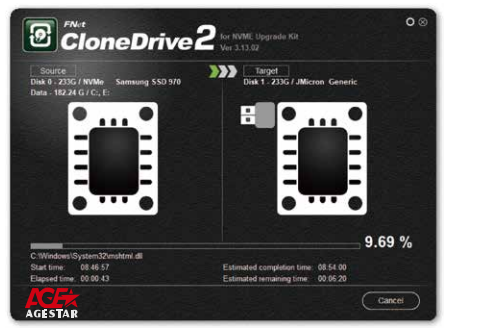 FNet
CloneDrive2
for NVME Upgrade Kit
Ver 3.13.02
Source
Target
Disk 0 - 233G / NVMe Samsung SSD 970
Data - 182.24 G / C:, E:
Disk 1 - 233G / JMicron Generic
9.69 %
C:\Windows\System32\mshtml.dll
Start time: 08:46:57
Estimated completion time: 08:54:00
Elapsed time: 00:00:43
Estimated remaining time: 00:06:20
Cancel
AGE
AGESTAR